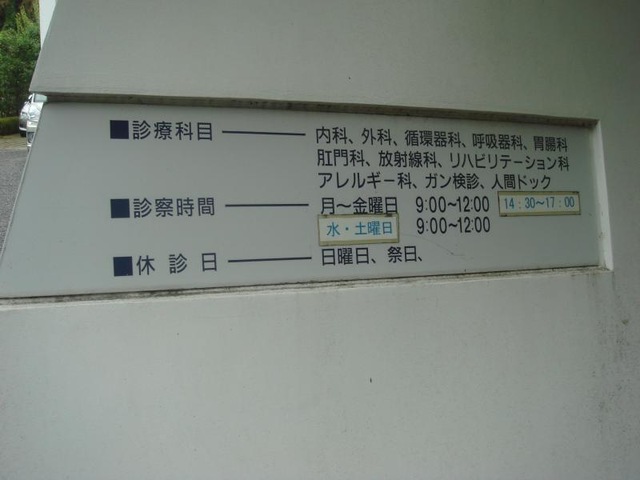 ■診療科目 ―― 内科、外科、循環器科、呼吸器科、胃腸科
肛門科、放射線科、リハビリテーション科
アレルギー科、ガン検診、人間ドック
■診察時間 ―― 月〜金曜日 9:00〜12:00 14:30〜17:00
水・土曜日 9:00〜12:00
■休診日 ―― 日曜日、祭日、